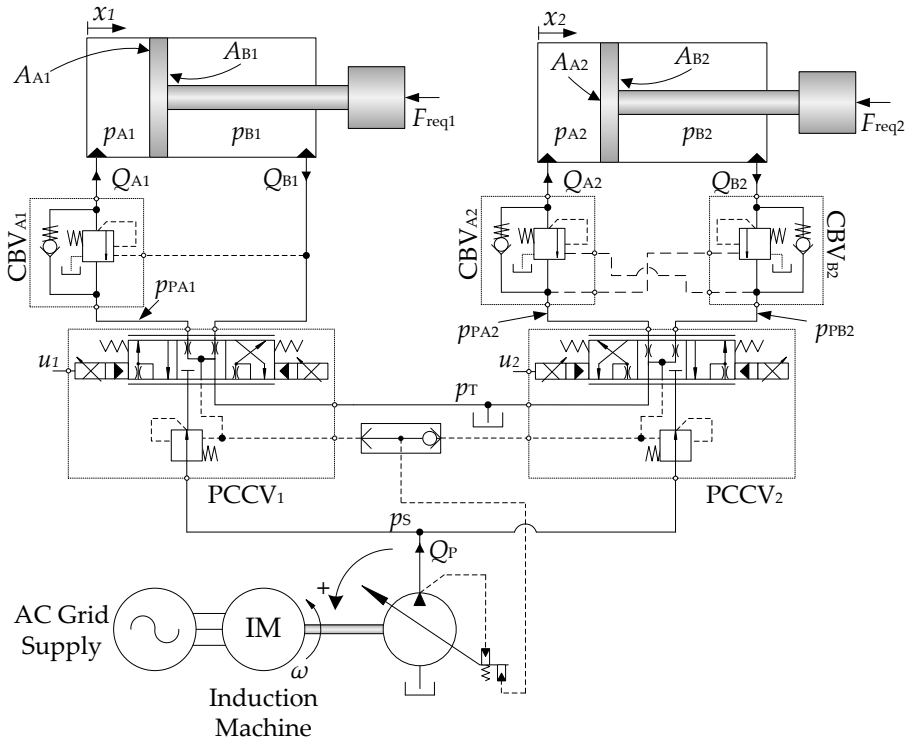 x1
x2
AA1
AB1
AA2
AB2
Freq1
Freq2
pA1
pB1
pA2
pB2
QA1
QB1
QA2
QB2
CBVA1
CBVA2
CBVB2
pPA1
pPA2
pPB2
u1
u2
pT
PCCV1
PCCV2
pS
QP
+
AC Grid
Supply
IM
ω
Induction
Machine